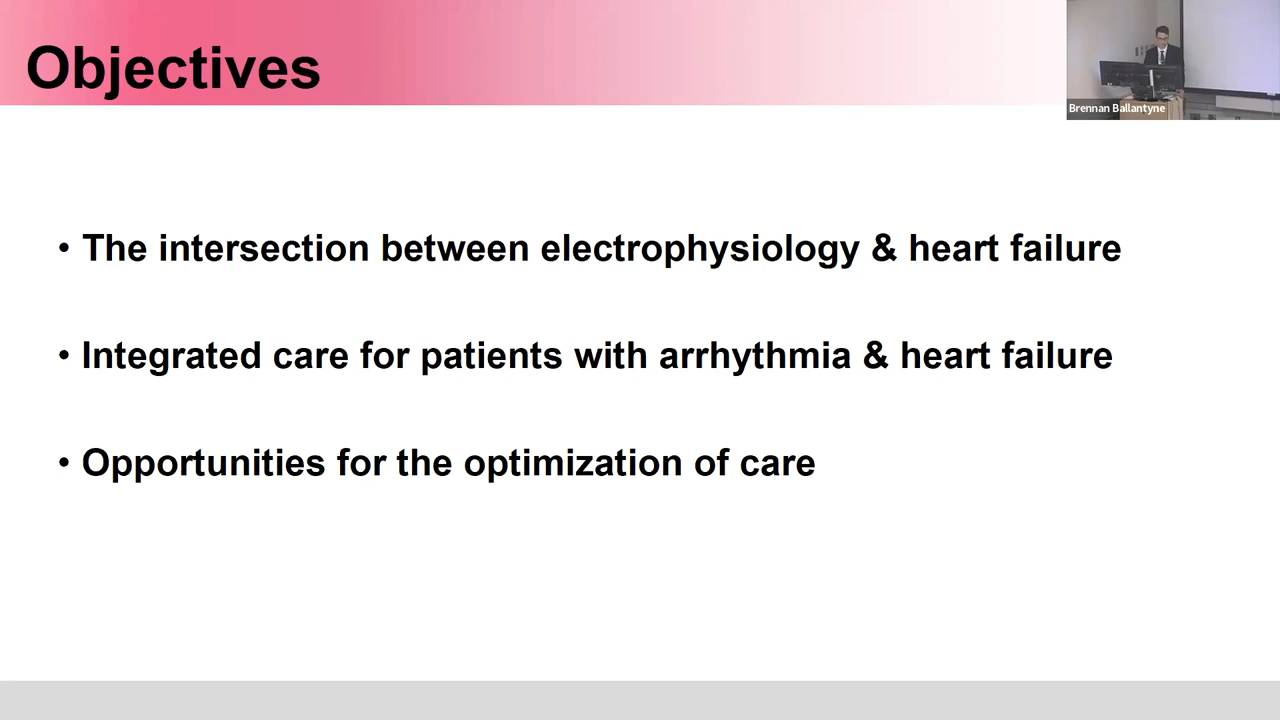 Objectives
Brennan Ballantyne
• The intersection between electrophysiology & heart failure
• Integrated care for patients with arrhythmia & heart failure
• Opportunities for the optimization of care